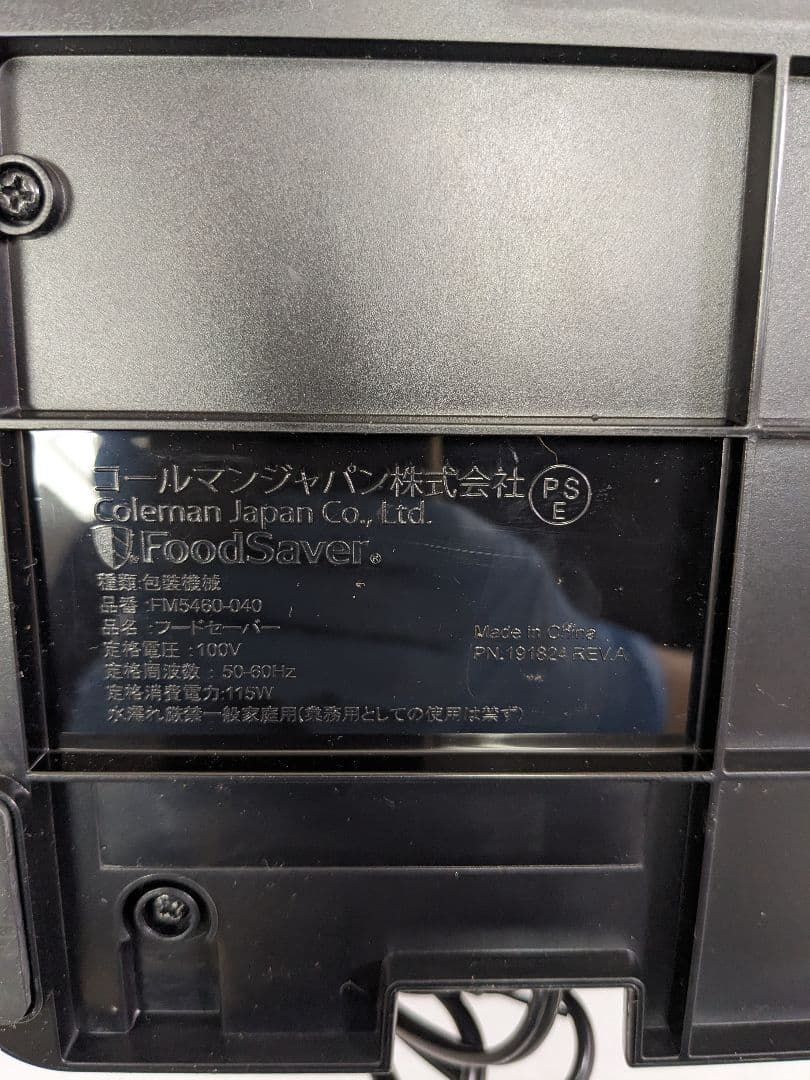 コールマンジャパン株式会社
PS
E
Coleman Japan Co., Ltd.
FoodSaver®
種類:包装機械
品番:FM5460-040
品名:フードセーバー
定格電圧:100V
定格周波数:50-60Hz
定格消費電力:115W
水濡れ厳禁一般家庭用(業務用としての使用は禁ず)
Made in China
PN.191824 REV.A